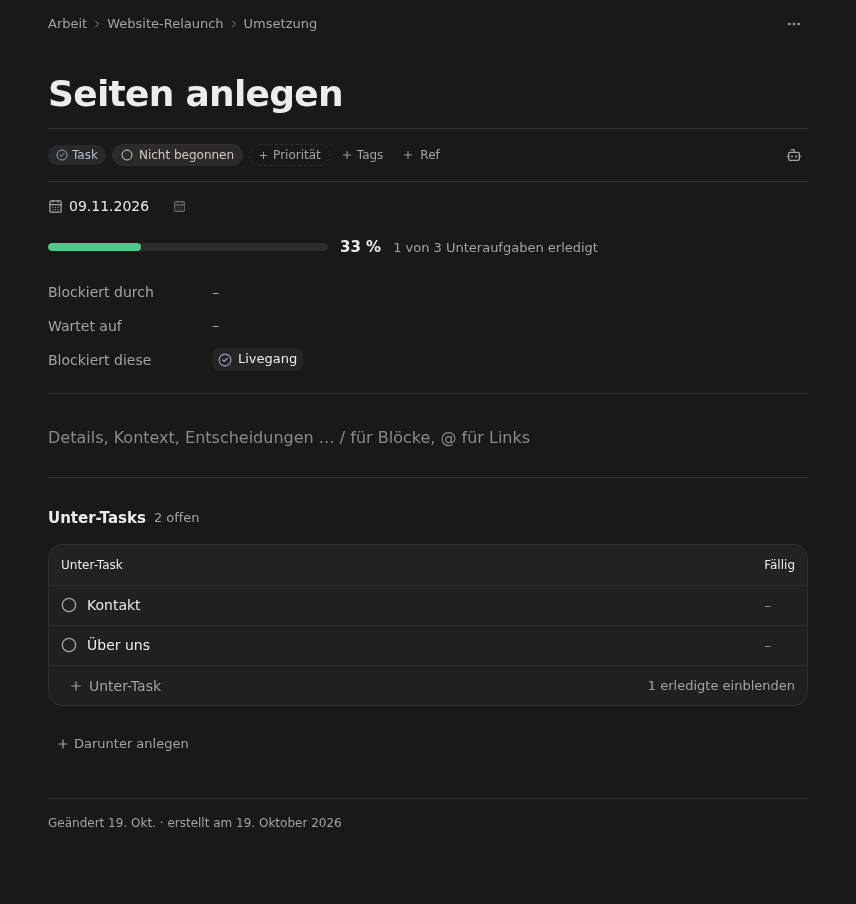 Arbeit > Website-Relaunch > Umsetzung
Seiten anlegen
Task Nicht begonnen + Priorität + Tags + Ref
09.11.2026
33 % 1 von 3 Unteraufgaben erledigt
Blockiert durch –
Wartet auf –
Blockiert diese Livegang
Details, Kontext, Entscheidungen … / für Blöcke, @ für Links
Unter-Tasks 2 offen
Unter-Task Fällig
Kontakt –
Über uns –
+ Unter-Task 1 erledigte einblenden
+ Darunter anlegen
Geändert 19. Okt. · erstellt am 19. Oktober 2026